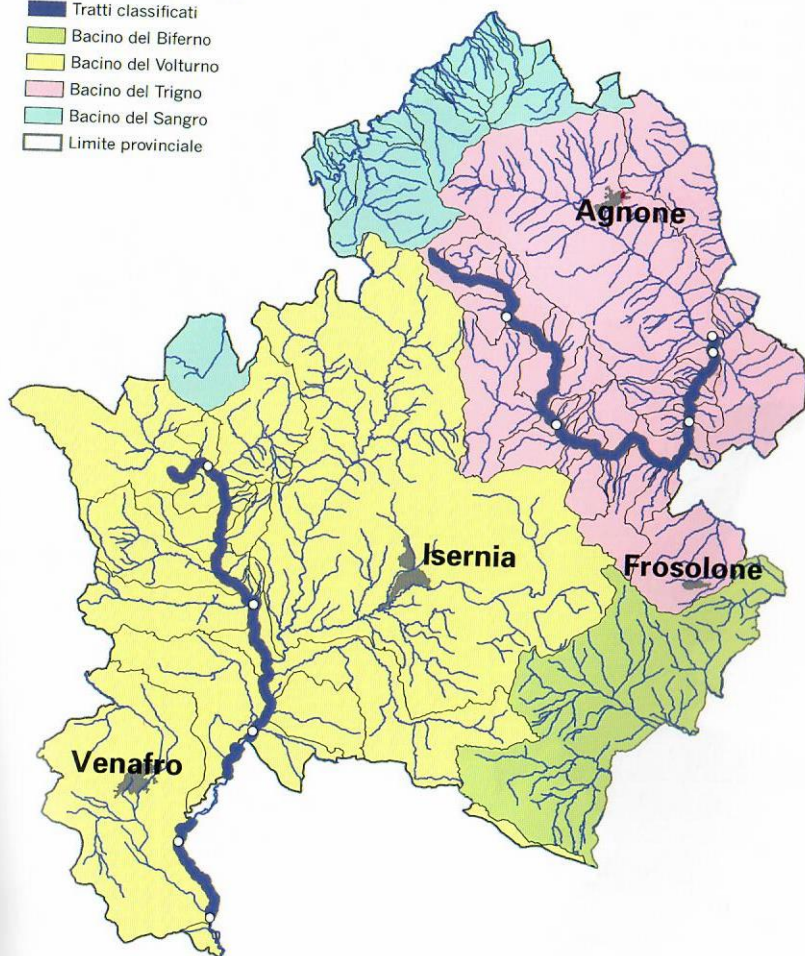 Tratti classificati
Bacino del Biferno
Bacino del Volturno
Bacino del Trigno
Bacino del Sangro
Limite provinciale
Agnone
Isernia
Frosolone
Venafro